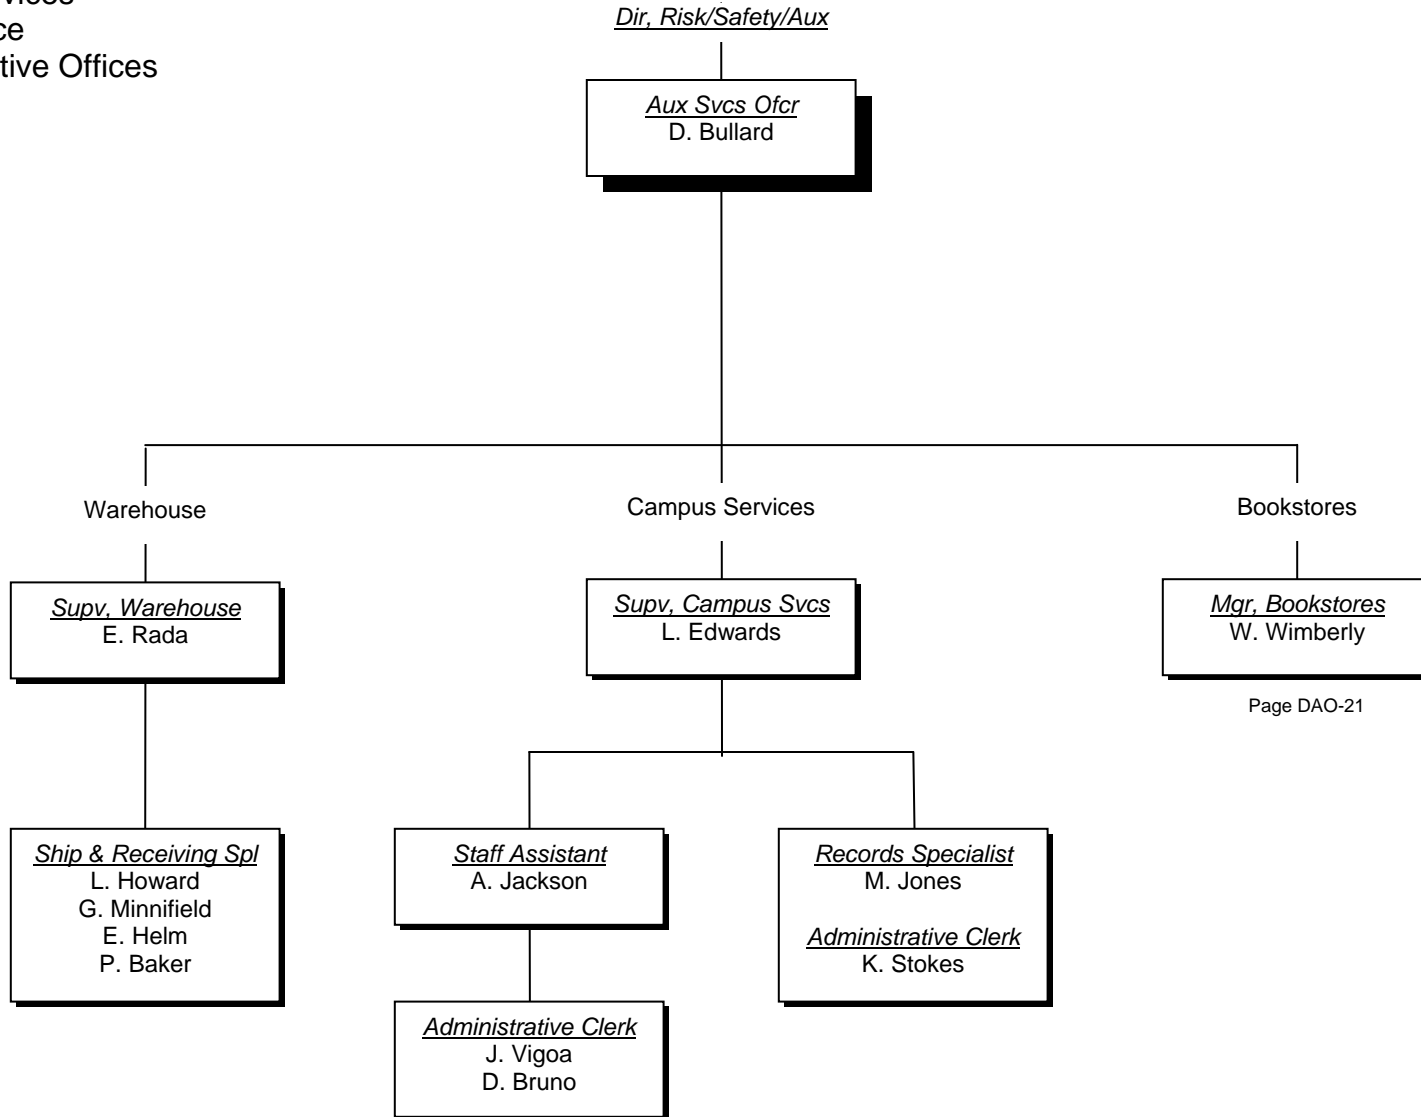 tive Offices
Dir, Risk/Safety/Aux
Aux Svcs Ofcr
D. Bullard
Warehouse
Campus Services
Bookstores
Supv, Warehouse
E. Rada
Supv, Campus Svcs
L. Edwards
Mgr, Bookstores
W. Wimberly
Page DAO-21
Ship & Receiving Spl
L. Howard
G. Minnifield
E. Helm
P. Baker
Staff Assistant
A. Jackson
Records Specialist
M. Jones
Administrative Clerk
K. Stokes
Administrative Clerk
J. Vigoa
D. Bruno